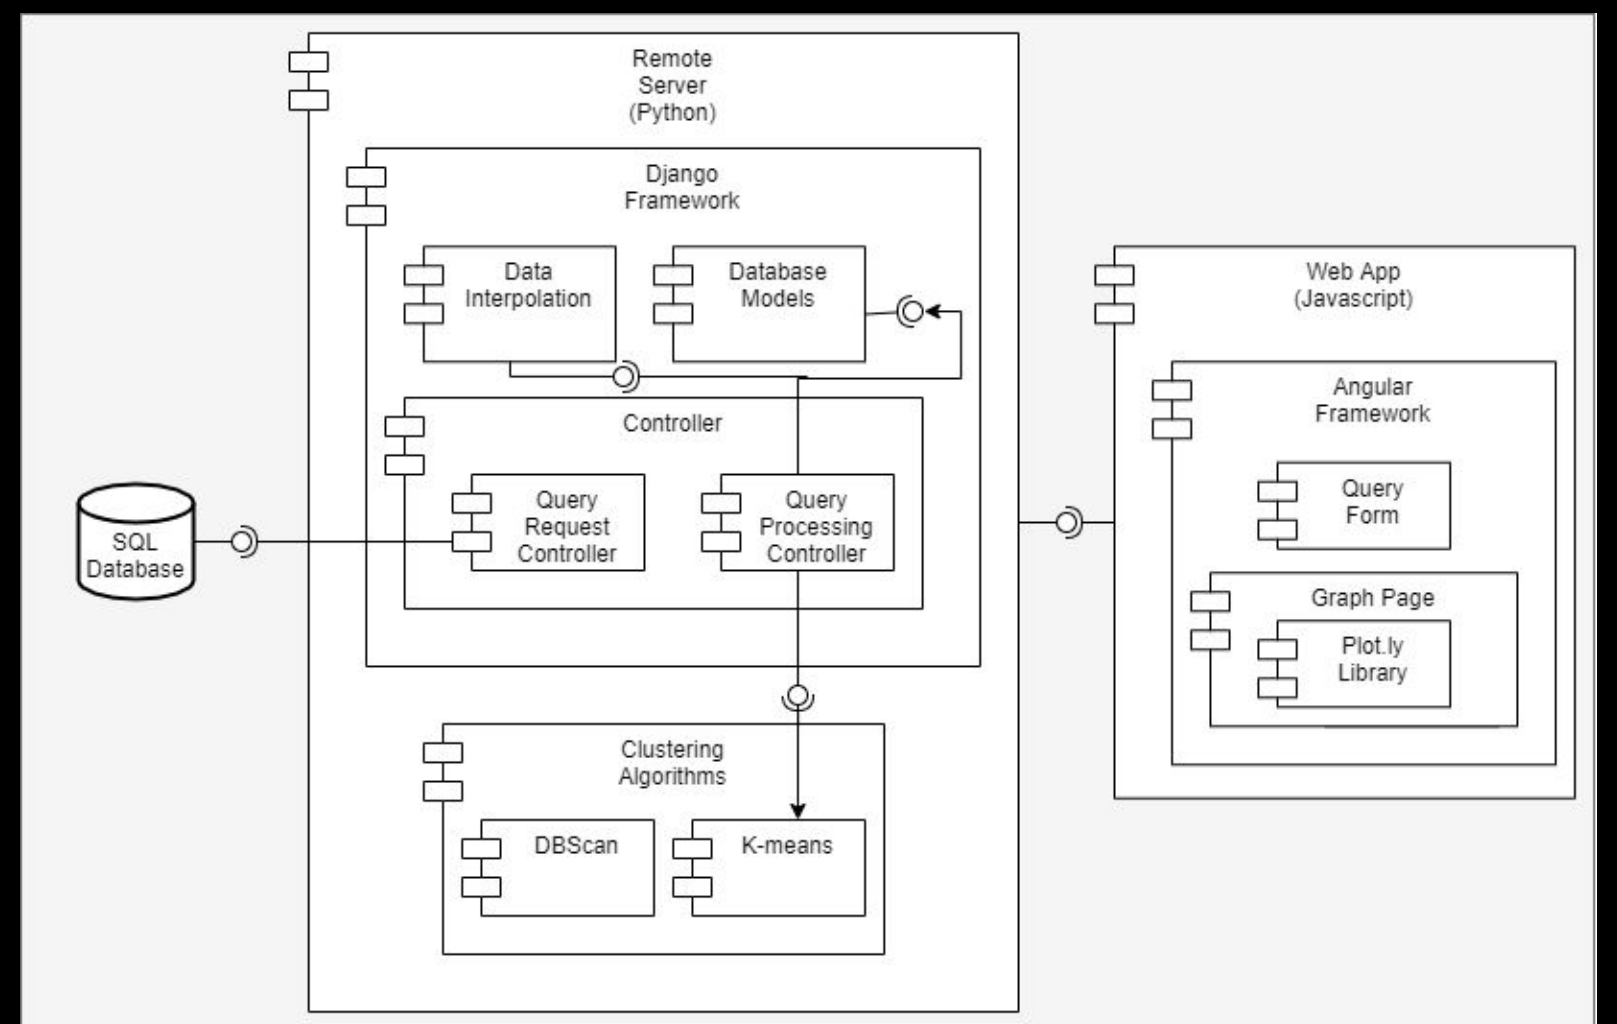 Remote
Server
(Python)
Django
Framework
Data
Interpolation
Database
Models
Controller
Query
Request
Controller
Query
Processing
Controller
SQL
Database
Clustering
Algorithms
DBScan
K-means
Web App
(Javascript)
Angular
Framework
Query
Form
Graph Page
Plot.ly
Library